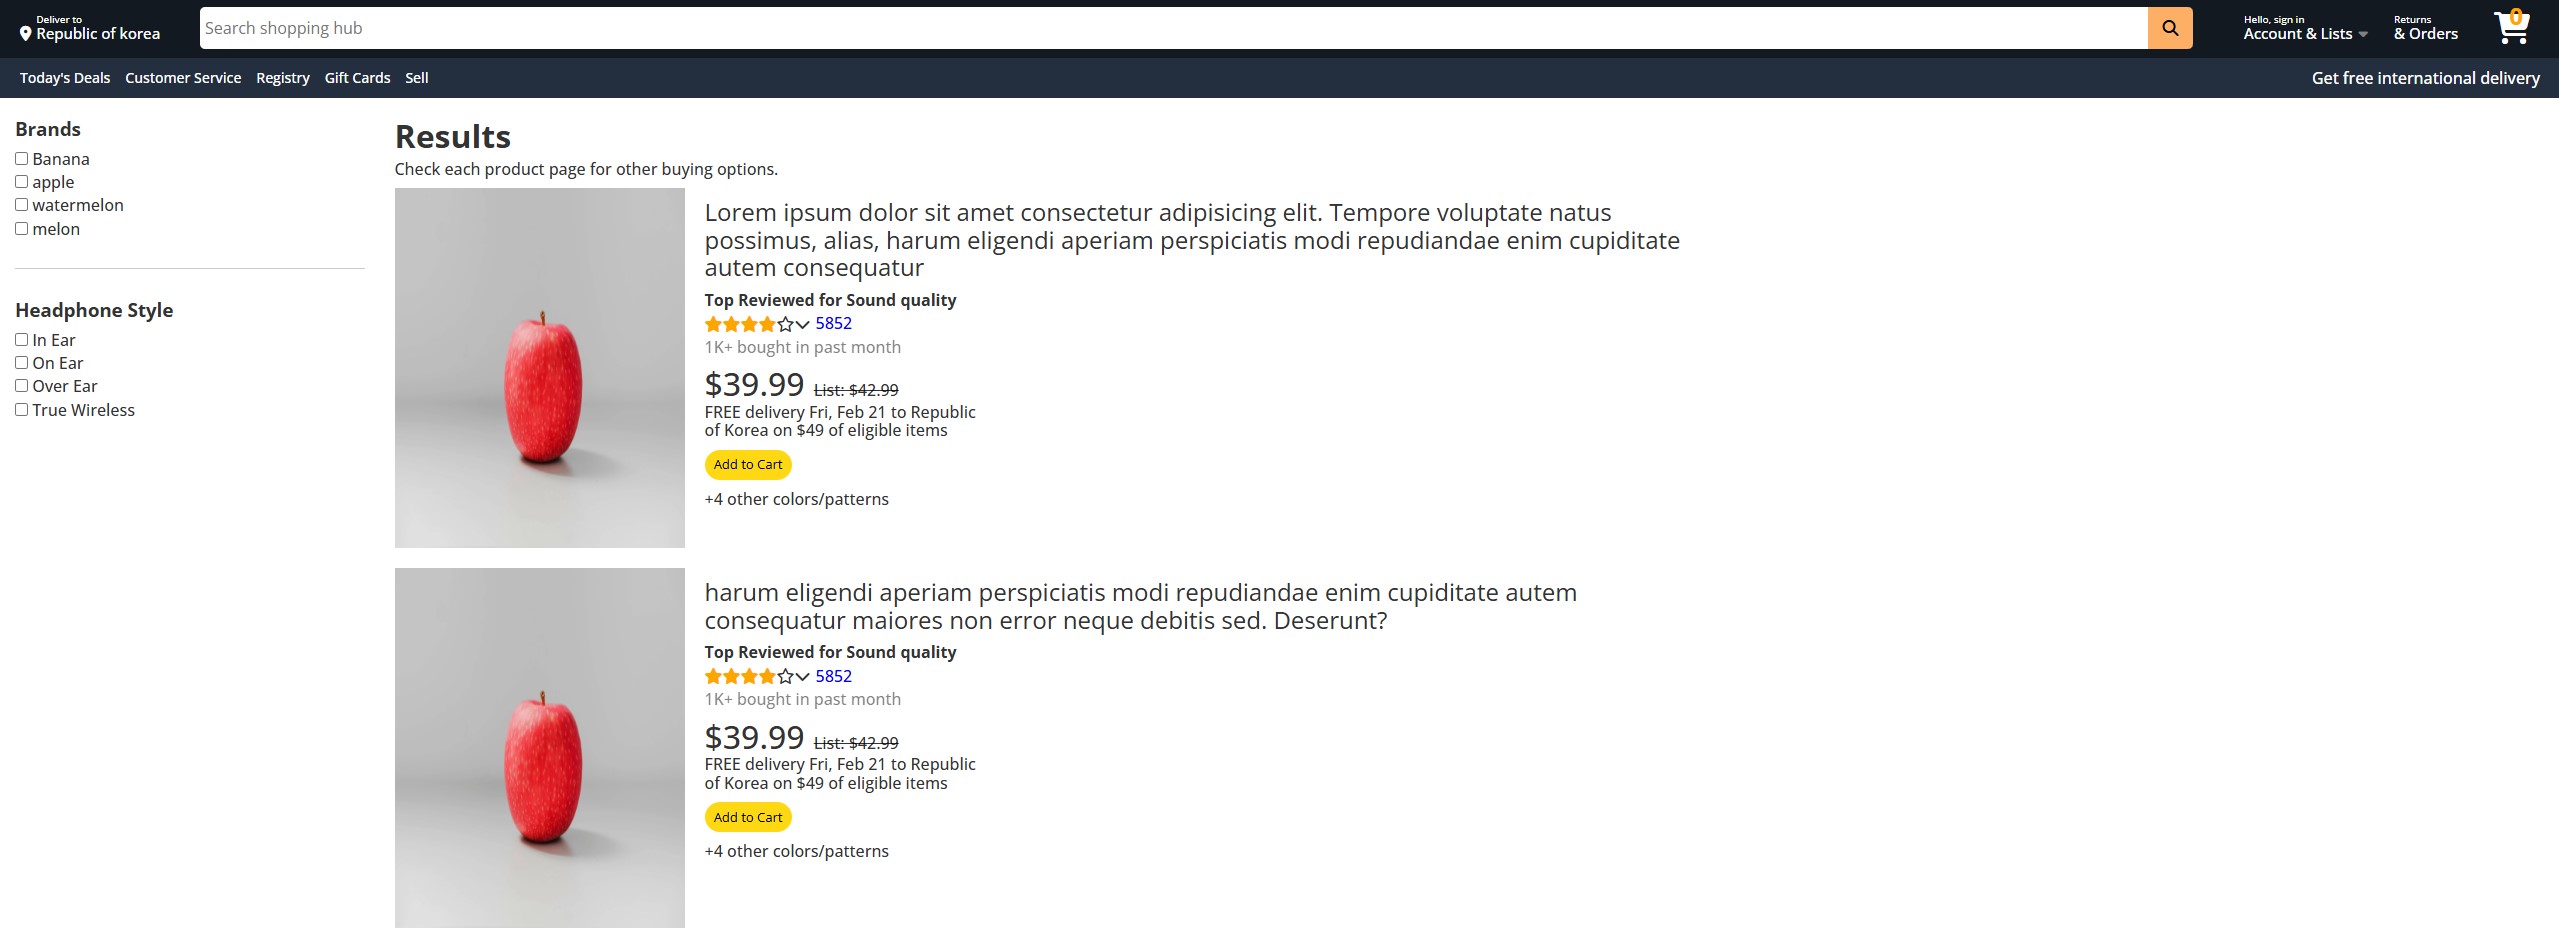 Deliver to
Republic of korea
Search shopping hub
Hello, sign in
Account & Lists
Returns
& Orders
0
Today's Deals Customer Service Registry Gift Cards Sell
Get free international delivery
Brands
Banana
apple
watermelon
melon
Headphone Style
In Ear
On Ear
Over Ear
True Wireless
Results
Check each product page for other buying options.
Lorem ipsum dolor sit amet consectetur adipisicing elit. Tempore voluptate natus
possimus, alias, harum eligendi aperiam perspiciatis modi repudiandae enim cupiditate
autem consequatur
Top Reviewed for Sound quality
5852
1K+ bought in past month
$39.99 List: $42.99
FREE delivery Fri, Feb 21 to Republic
of Korea on $49 of eligible items
Add to Cart
+4 other colors/patterns
harum eligendi aperiam perspiciatis modi repudiandae enim cupiditate autem
consequatur maiores non error neque debitis sed. Deserunt?
Top Reviewed for Sound quality
5852
1K+ bought in past month
$39.99 List: $42.99
FREE delivery Fri, Feb 21 to Republic
of Korea on $49 of eligible items
Add to Cart
+4 other colors/patterns